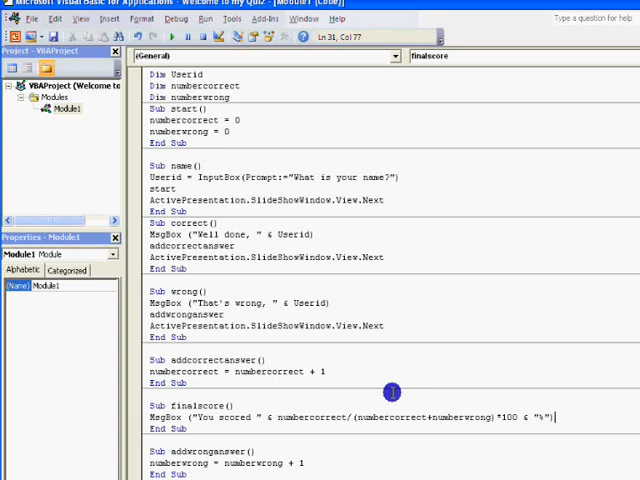 Microsoft Visual Basic for Applications - Welcome to my Quiz - [Module1 (Code)]
File Edit View Insert Format Debug Run Tools Add-Ins Window Help
Type a question for help
Ln 31, Col 77
Project - VBAProject
VBAProject (Welcome to
Modules
Module1
Properties - Module1
Module1 Module
Alphabetic Categorized
(Name) Module1
(General) finalscore
Dim Userid
Dim numbercorrect
Dim numberwrong
Sub start()
numbercorrect = 0
numberwrong = 0
End Sub
Sub name()
Userid = InputBox(Prompt:="What is your name?")
start
ActivePresentation.SlideShowWindow.View.Next
End Sub
Sub correct()
MsgBox ("Well done, " & Userid)
addcorrectanswer
ActivePresentation.SlideShowWindow.View.Next
End Sub
Sub wrong()
MsgBox ("That's wrong, " & Userid)
addwronganswer
ActivePresentation.SlideShowWindow.View.Next
End Sub
Sub addcorrectanswer()
numbercorrect = numbercorrect + 1
End Sub
Sub finalscore()
MsgBox ("You scored " & numbercorrect/(numbercorrect+numberwrong)*100 & "%")
End Sub
Sub addwronganswer()
numberwrong = numberwrong + 1
End Sub